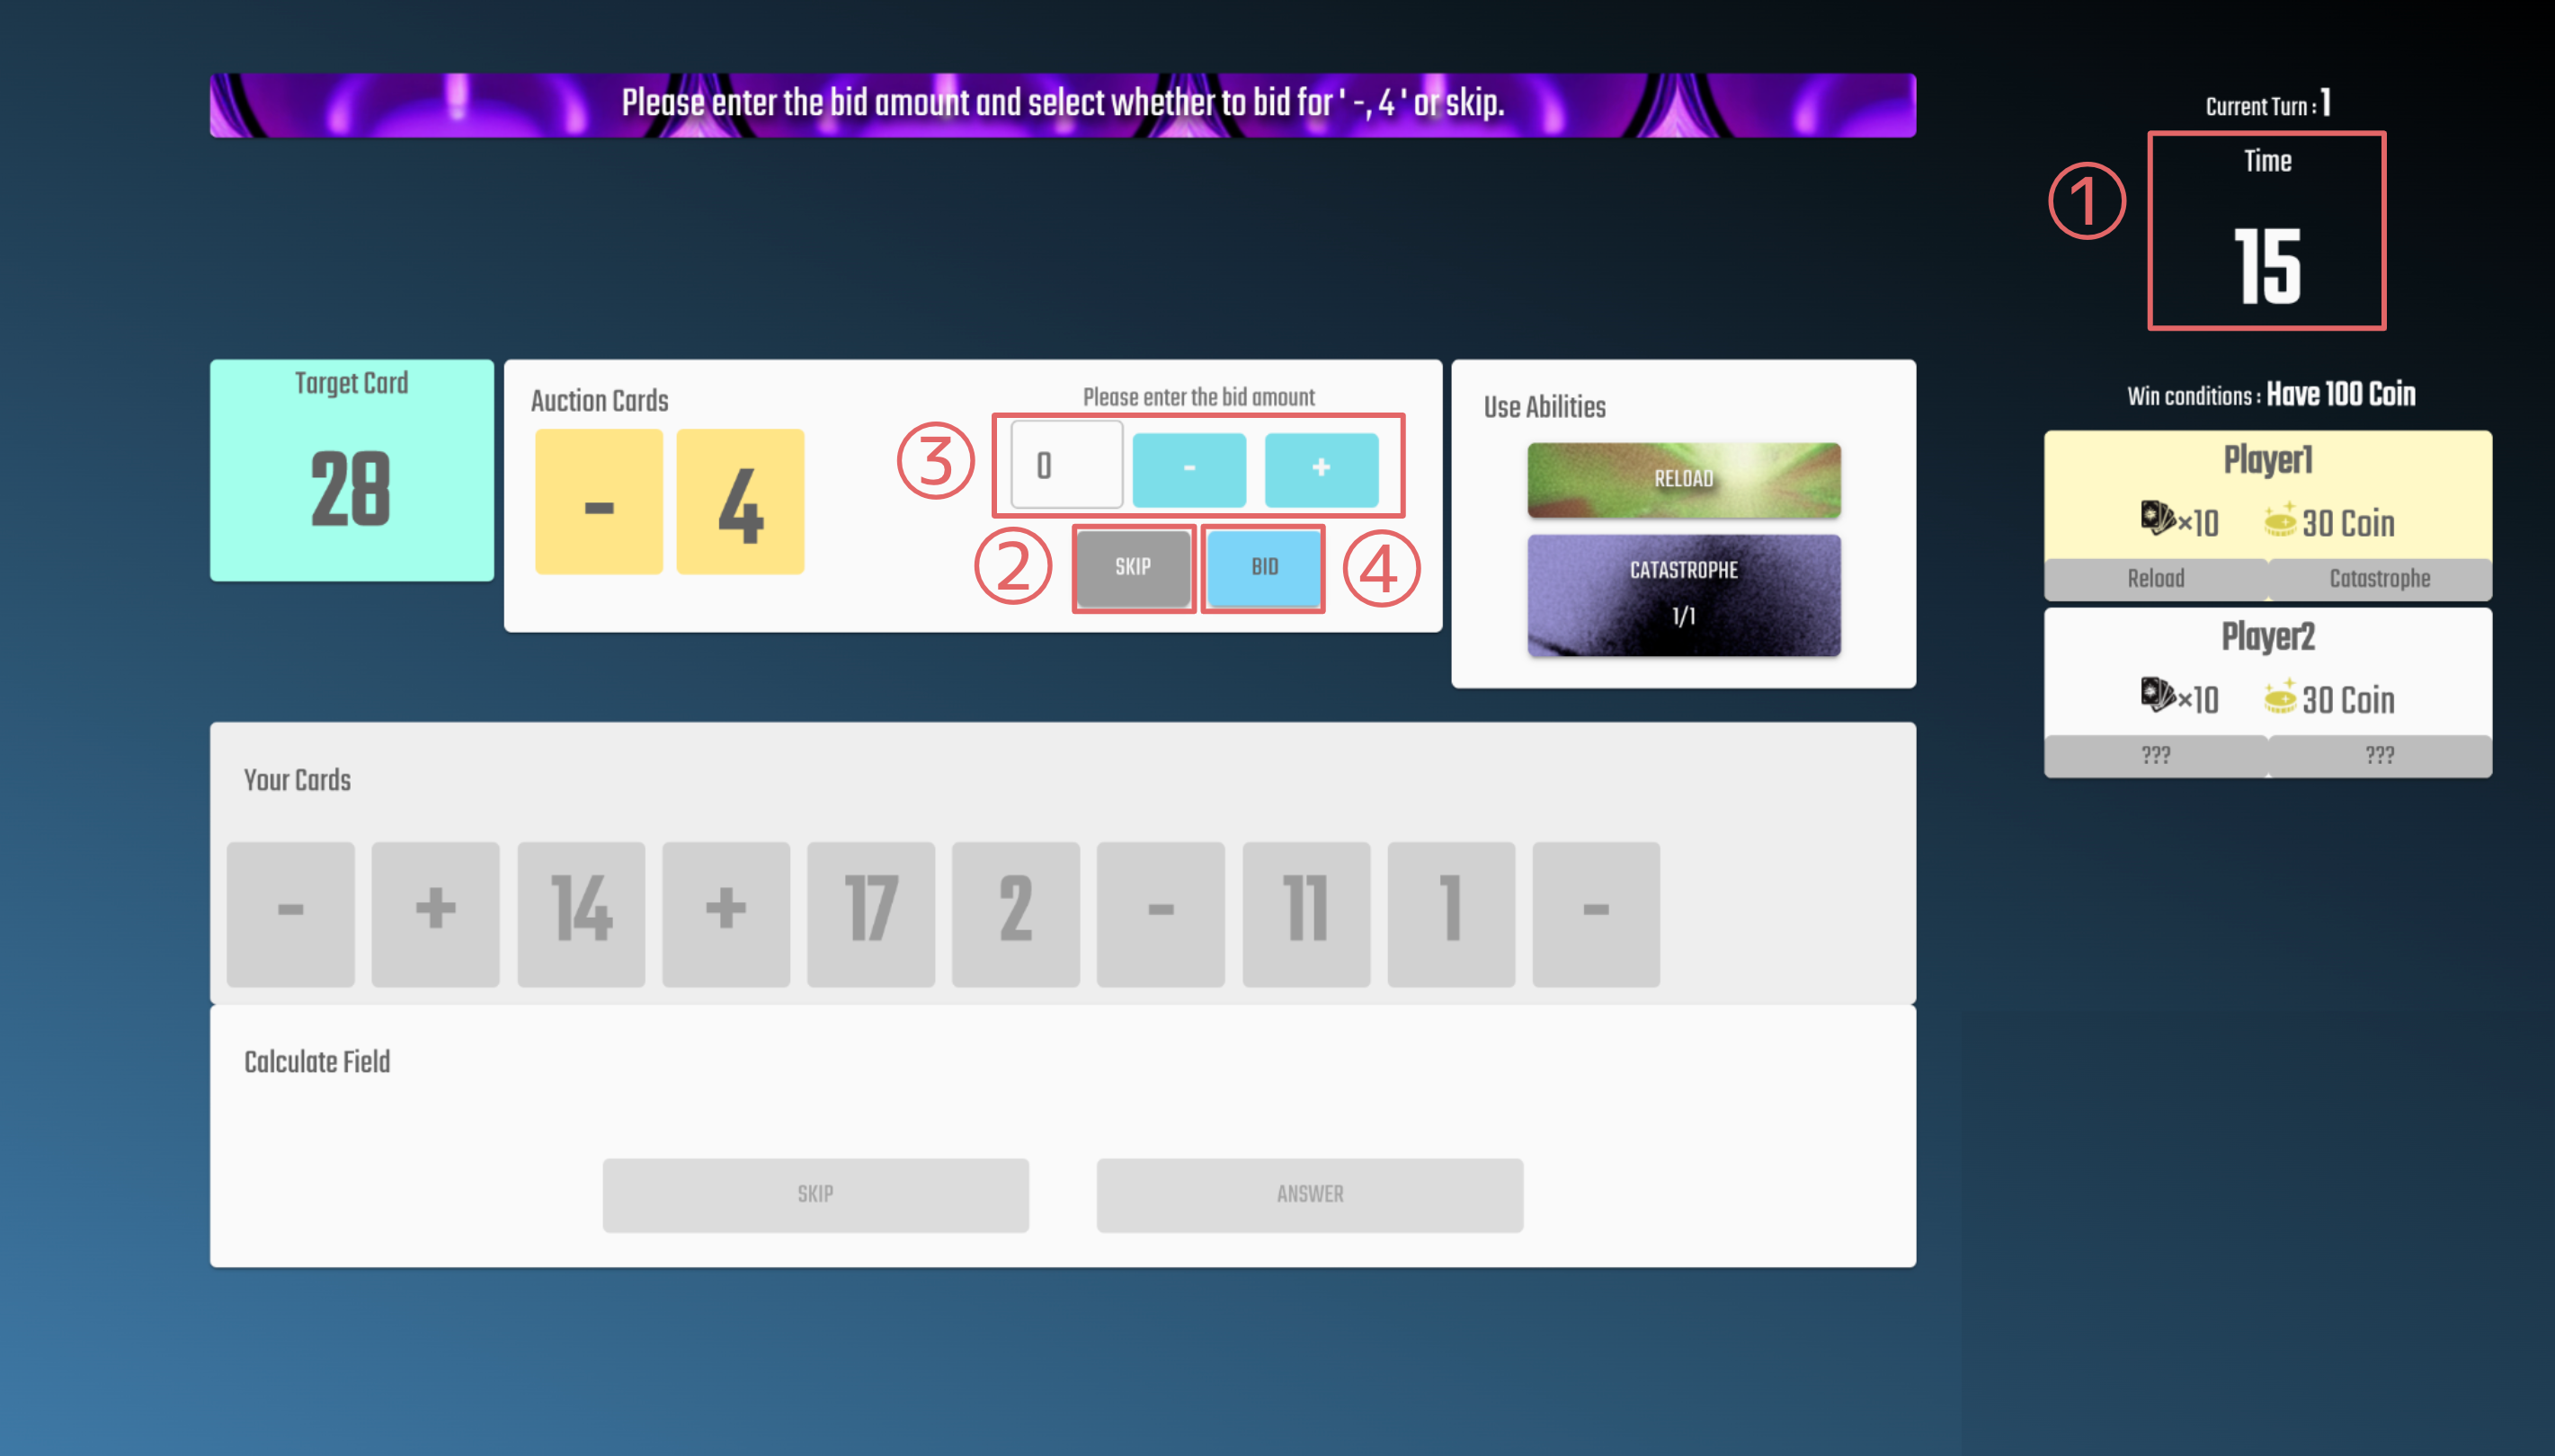 Please enter the bid amount and select whether to bid for ' -, 4 ' or skip.
Current Turn : 1
① Time
15
Target Card
28
Auction Cards
- 4
Please enter the bid amount
③ 0 - +
② SKIP BID ④
Use Abilities
RELOAD
CATASTROPHE
1/1
Win conditions : Have 100 Coin
Player1
×10 30 Coin
Reload Catastrophe
Player2
×10 30 Coin
??? ???
Your Cards
- + 14 + 17 2 - 11 1 -
Calculate Field
SKIP ANSWER